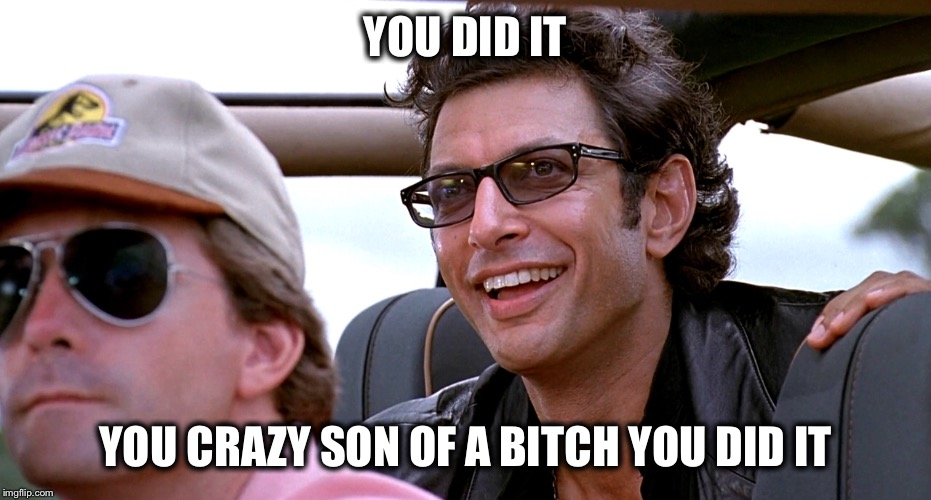 YOU DID IT
YOU CRAZY SON OF A BITCH YOU DID IT
imgflip.com